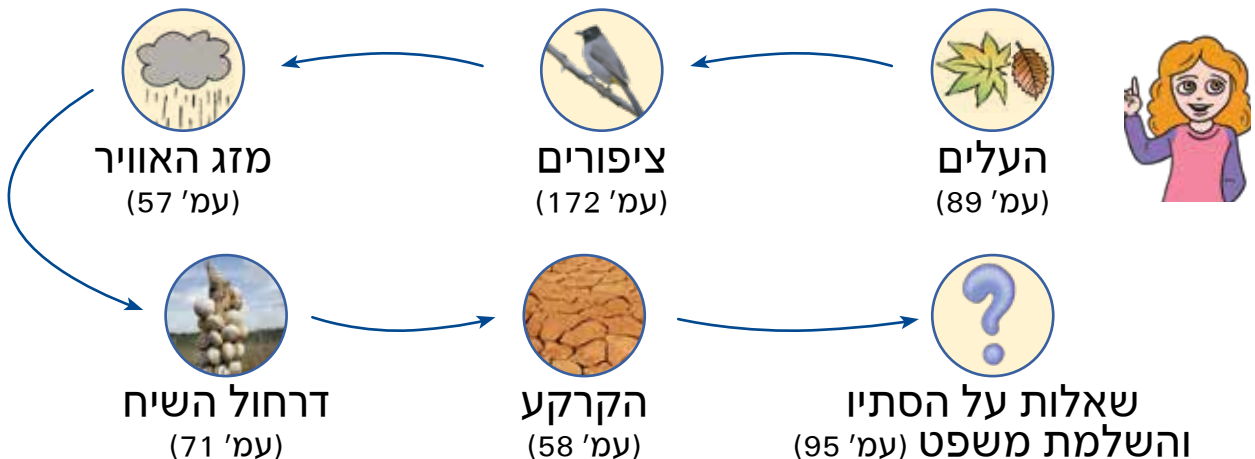 העלים
(עמ' 89)
ציפורים
(עמ' 172)
מזג האוויר
(עמ' 57)
דרחול השיח
(עמ' 71)
הקרקע
(עמ' 58)
שאלות על הסתיו
והשלמת משפט (עמ' 95)